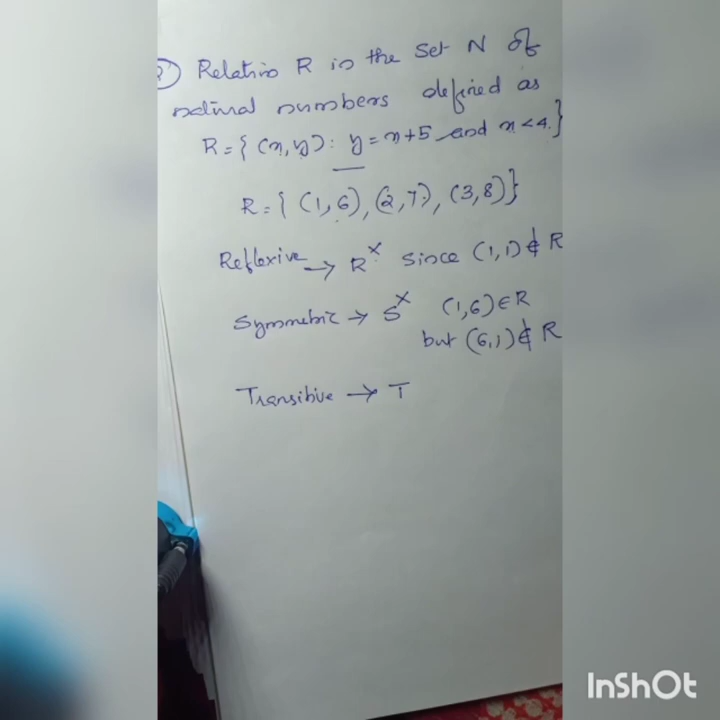 2) Relation R in the set N of
natural numbers defined as
R = { (x, y) : y = x+5 and x < 4. }
R = { (1, 6), (2, 7), (3, 8) }
Reflexive → R× since (1, 1) ∉ R
Symmetric → S× (1, 6) ∈ R
but (6, 1) ∉ R
Transitive → T
InShOt